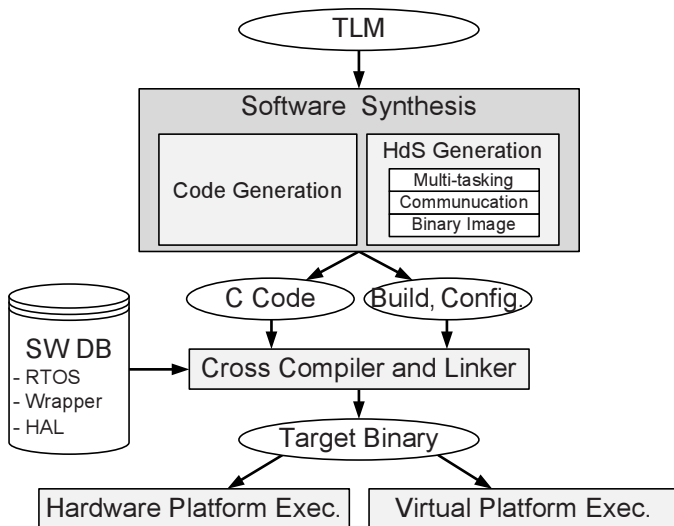 TLM
Software Synthesis
Code Generation
HdS Generation
Multi-tasking
Communucation
Binary Image
C Code
Build, Config.
SW DB
- RTOS
- Wrapper
- HAL
Cross Compiler and Linker
Target Binary
Hardware Platform Exec.
Virtual Platform Exec.